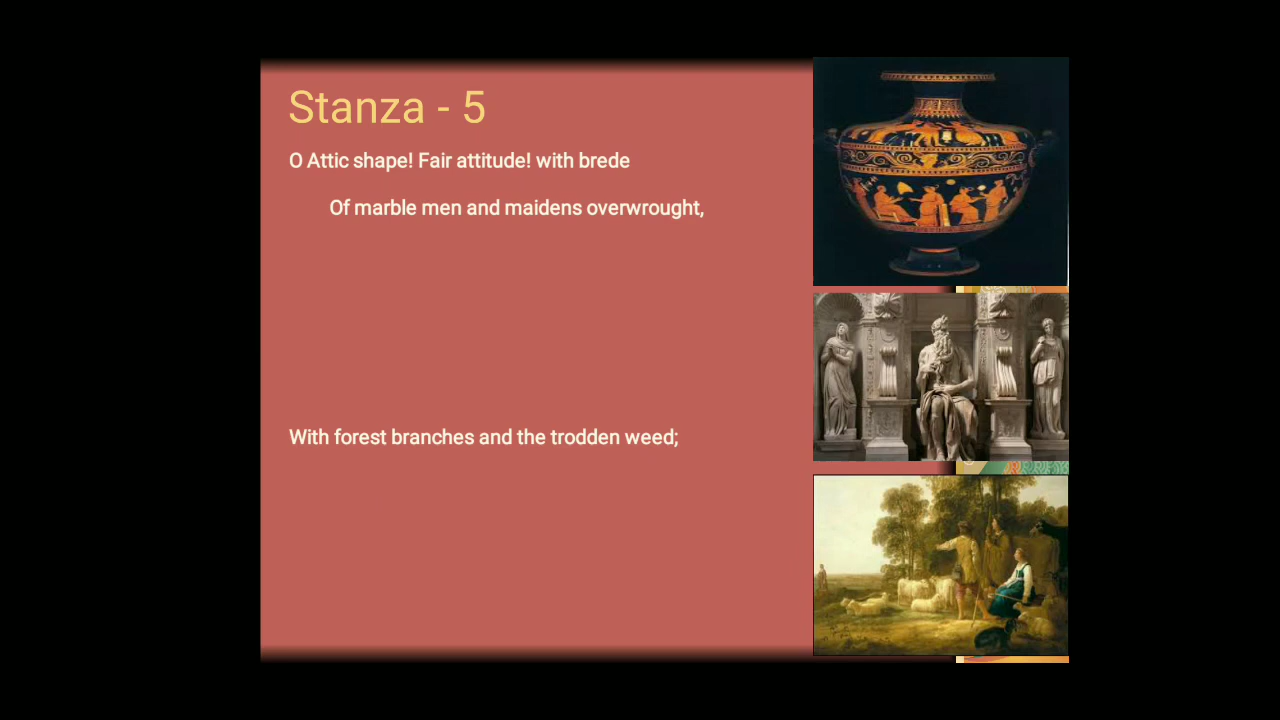 Stanza - 5
O Attic shape! Fair attitude! with brede
Of marble men and maidens overwrought,
With forest branches and the trodden weed;